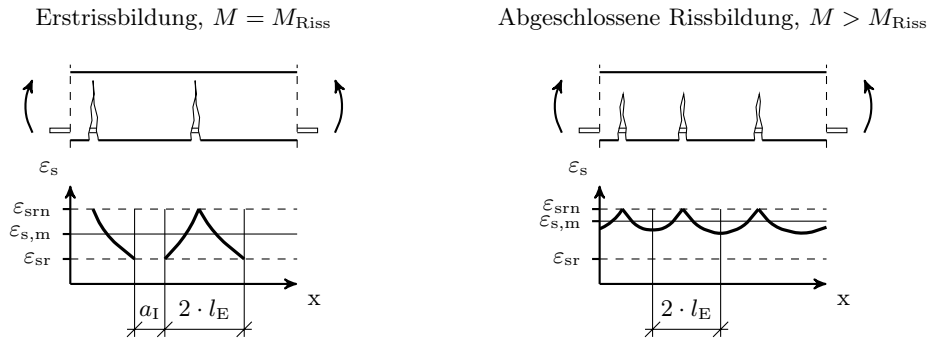 Erstrissbildung, M = M_Riss
Abgeschlossene Rissbildung, M > M_Riss
ε_s
ε_srn
ε_s,m
ε_sr
x
a_I
2 · l_E
ε_s
ε_srn
ε_s,m
ε_sr
x
2 · l_E